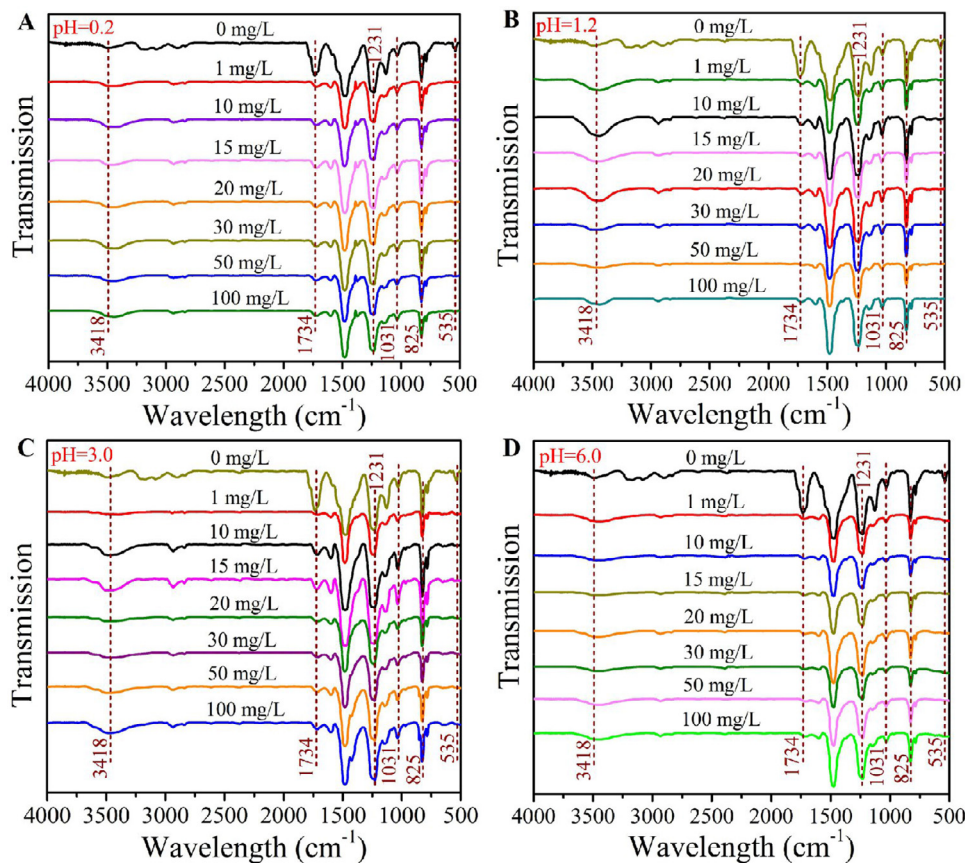 A
pH=0.2
0 mg/L
1 mg/L
10 mg/L
15 mg/L
20 mg/L
30 mg/L
50 mg/L
100 mg/L
3418
1734
1231
1031
825
535
Transmission
4000 3500 3000 2500 2000 1500 1000 500
Wavelength (cm⁻¹)
B
pH=1.2
0 mg/L
1 mg/L
10 mg/L
15 mg/L
20 mg/L
30 mg/L
50 mg/L
100 mg/L
3418
1734
1231
1031
825
535
Transmission
4000 3500 3000 2500 2000 1500 1000 500
Wavelength (cm⁻¹)
C
pH=3.0
0 mg/L
1 mg/L
10 mg/L
15 mg/L
20 mg/L
30 mg/L
50 mg/L
100 mg/L
3418
1734
1231
1031
825
535
Transmission
4000 3500 3000 2500 2000 1500 1000 500
Wavelength (cm⁻¹)
D
pH=6.0
0 mg/L
1 mg/L
10 mg/L
15 mg/L
20 mg/L
30 mg/L
50 mg/L
100 mg/L
3418
1734
1231
1031
825
535
Transmission
4000 3500 3000 2500 2000 1500 1000 500
Wavelength (cm⁻¹)